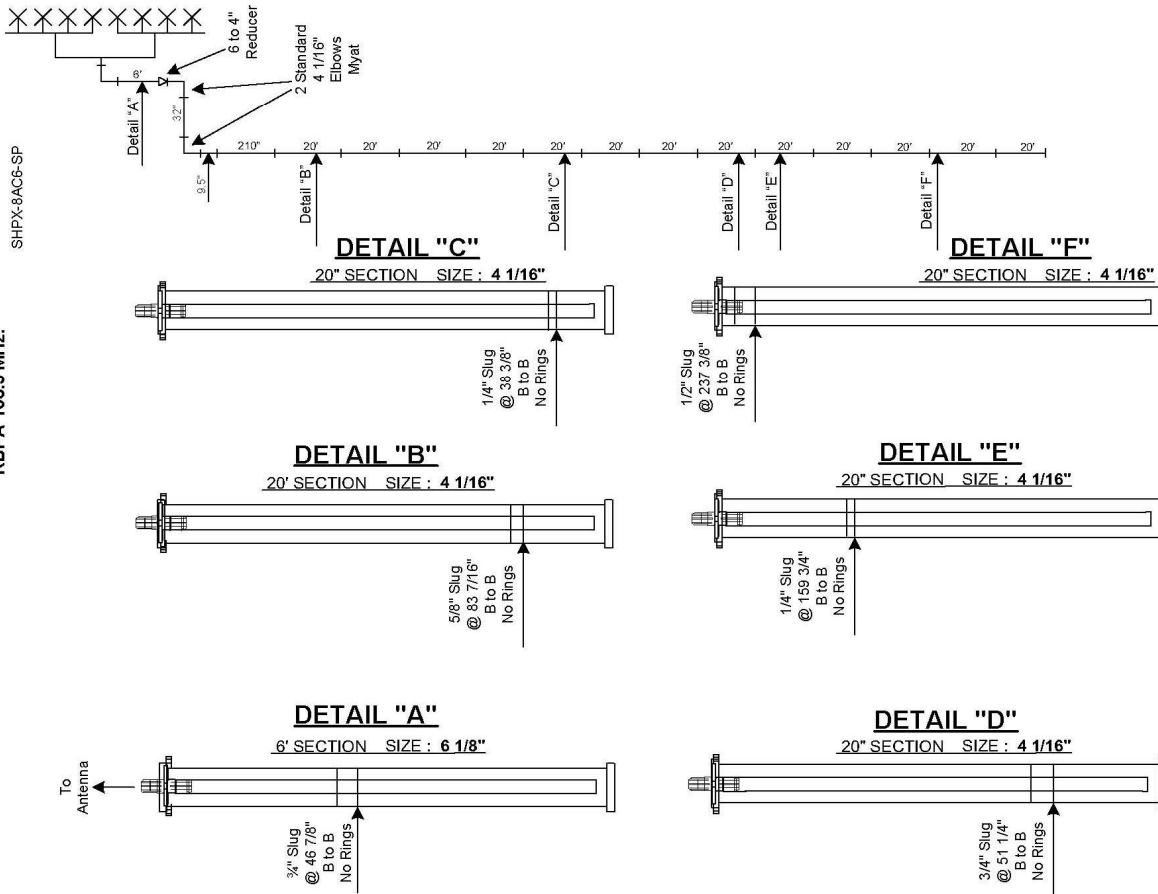 6 to 4"
Reducer
2 Standard
4 1/16"
Elbows
Myat
6'
Detail "A"
32"
SHPX-8AC6-SP
9.5"
210"
20'
20'
20'
20'
20'
20'
20'
20'
20'
20'
20'
20'
20'
Detail "B"
Detail "C"
Detail "D"
Detail "E"
Detail "F"
DETAIL "C"
20" SECTION SIZE : 4 1/16"
1/4" Slug
@ 38 3/8"
B to B
No Rings
DETAIL "F"
20" SECTION SIZE : 4 1/16"
1/2" Slug
@ 237 3/8"
B to B
No Rings
DETAIL "B"
20' SECTION SIZE : 4 1/16"
5/8" Slug
@ 83 7/16"
B to B
No Rings
DETAIL "E"
20" SECTION SIZE : 4 1/16"
1/4" Slug
@ 159 3/4"
B to B
No Rings
DETAIL "A"
6' SECTION SIZE : 6 1/8"
To
Antenna
¾" Slug
@ 46 7/8"
B to B
No Rings
DETAIL "D"
20" SECTION SIZE : 4 1/16"
3/4" Slug
@ 51 1/4"
B to B
No Rings